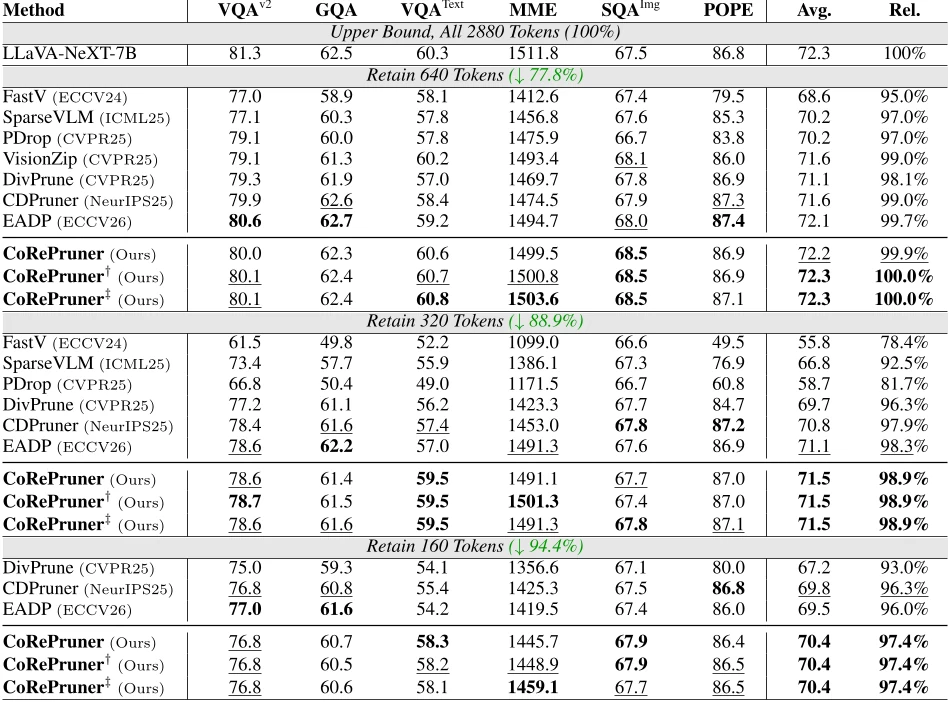 Method VQA^v2 GQA VQA^Text MME SQA^Img POPE Avg. Rel.
Upper Bound, All 2880 Tokens (100%)
LLaVA-NeXT-7B 81.3 62.5 60.3 1511.8 67.5 86.8 72.3 100%
Retain 640 Tokens (↓ 77.8%)
FastV (ECCV24) 77.0 58.9 58.1 1412.6 67.4 79.5 68.6 95.0%
SparseVLM (ICML25) 77.1 60.3 57.8 1456.8 67.6 85.3 70.2 97.0%
PDrop (CVPR25) 79.1 60.0 57.8 1475.9 66.7 83.8 70.2 97.0%
VisionZip (CVPR25) 79.1 61.3 60.2 1493.4 68.1 86.0 71.6 99.0%
DivPrune (CVPR25) 79.3 61.9 57.0 1469.7 67.8 86.9 71.1 98.1%
CDPruner (NeurIPS25) 79.9 62.6 58.4 1474.5 67.9 87.3 71.6 99.0%
EADP (ECCV26) 80.6 62.7 59.2 1494.7 68.0 87.4 72.1 99.7%
CoRePruner (Ours) 80.0 62.3 60.6 1499.5 68.5 86.9 72.2 99.9%
CoRePruner† (Ours) 80.1 62.4 60.7 1500.8 68.5 86.9 72.3 100.0%
CoRePruner‡ (Ours) 80.1 62.4 60.8 1503.6 68.5 87.1 72.3 100.0%
Retain 320 Tokens (↓ 88.9%)
FastV (ECCV24) 61.5 49.8 52.2 1099.0 66.6 49.5 55.8 78.4%
SparseVLM (ICML25) 73.4 57.7 55.9 1386.1 67.3 76.9 66.8 92.5%
PDrop (CVPR25) 66.8 50.4 49.0 1171.5 66.7 60.8 58.7 81.7%
DivPrune (CVPR25) 77.2 61.1 56.2 1423.3 67.7 84.7 69.7 96.3%
CDPruner (NeurIPS25) 78.4 61.6 57.4 1453.0 67.8 87.2 70.8 97.9%
EADP (ECCV26) 78.6 62.2 57.0 1491.3 67.6 86.9 71.1 98.3%
CoRePruner (Ours) 78.6 61.4 59.5 1491.1 67.7 87.0 71.5 98.9%
CoRePruner† (Ours) 78.7 61.5 59.5 1501.3 67.4 87.0 71.5 98.9%
CoRePruner‡ (Ours) 78.6 61.6 59.5 1491.3 67.8 87.1 71.5 98.9%
Retain 160 Tokens (↓ 94.4%)
DivPrune (CVPR25) 75.0 59.3 54.1 1356.6 67.1 80.0 67.2 93.0%
CDPruner (NeurIPS25) 76.8 60.8 55.4 1425.3 67.5 86.8 69.8 96.3%
EADP (ECCV26) 77.0 61.6 54.2 1419.5 67.4 86.0 69.5 96.0%
CoRePruner (Ours) 76.8 60.7 58.3 1445.7 67.9 86.4 70.4 97.4%
CoRePruner† (Ours) 76.8 60.5 58.2 1448.9 67.9 86.5 70.4 97.4%
CoRePruner‡ (Ours) 76.8 60.6 58.1 1459.1 67.7 86.5 70.4 97.4%